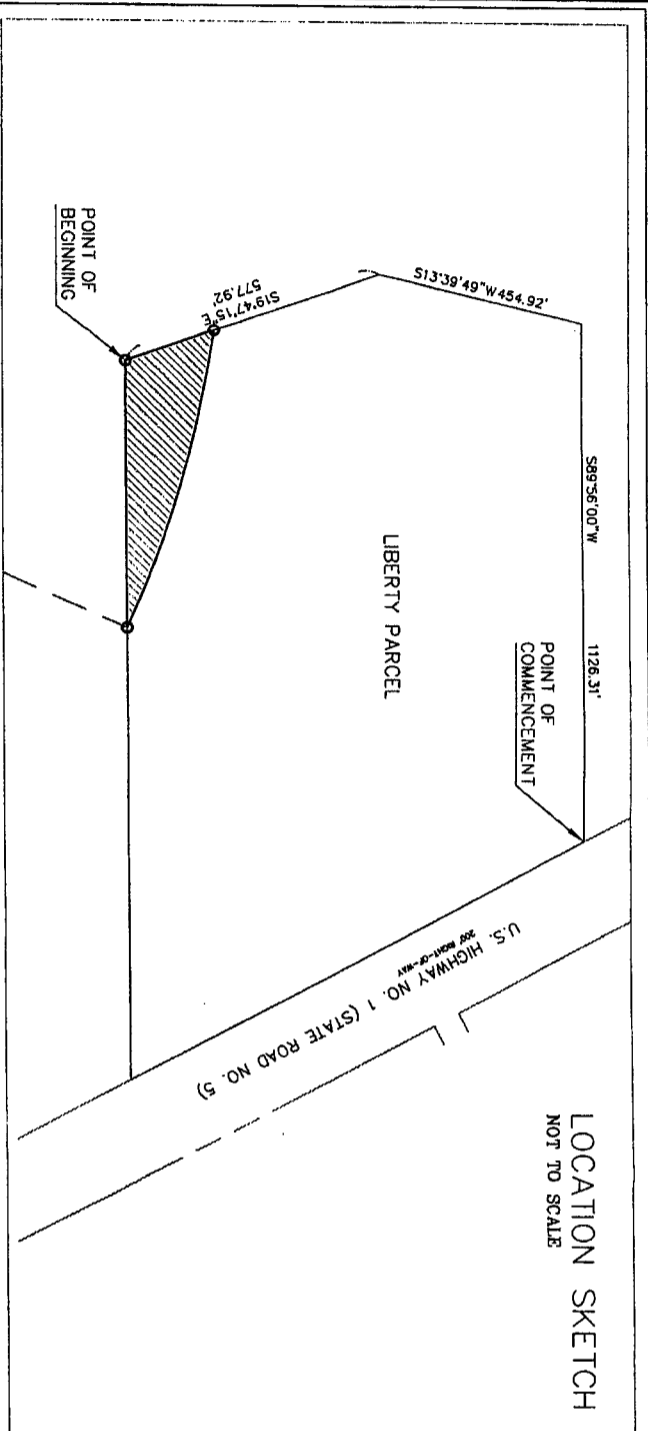 LOCATION SKETCH
NOT TO SCALE
S89°56'00"W 1126.31'
POINT OF
COMMENCEMENT
S13°39'49"W 454.92'
LIBERTY PARCEL
U.S. HIGHWAY NO. 1 (STATE ROAD NO. 5)
200' RIGHT-OF-WAY
S19°47'15"E
577.92'
POINT OF
BEGINNING